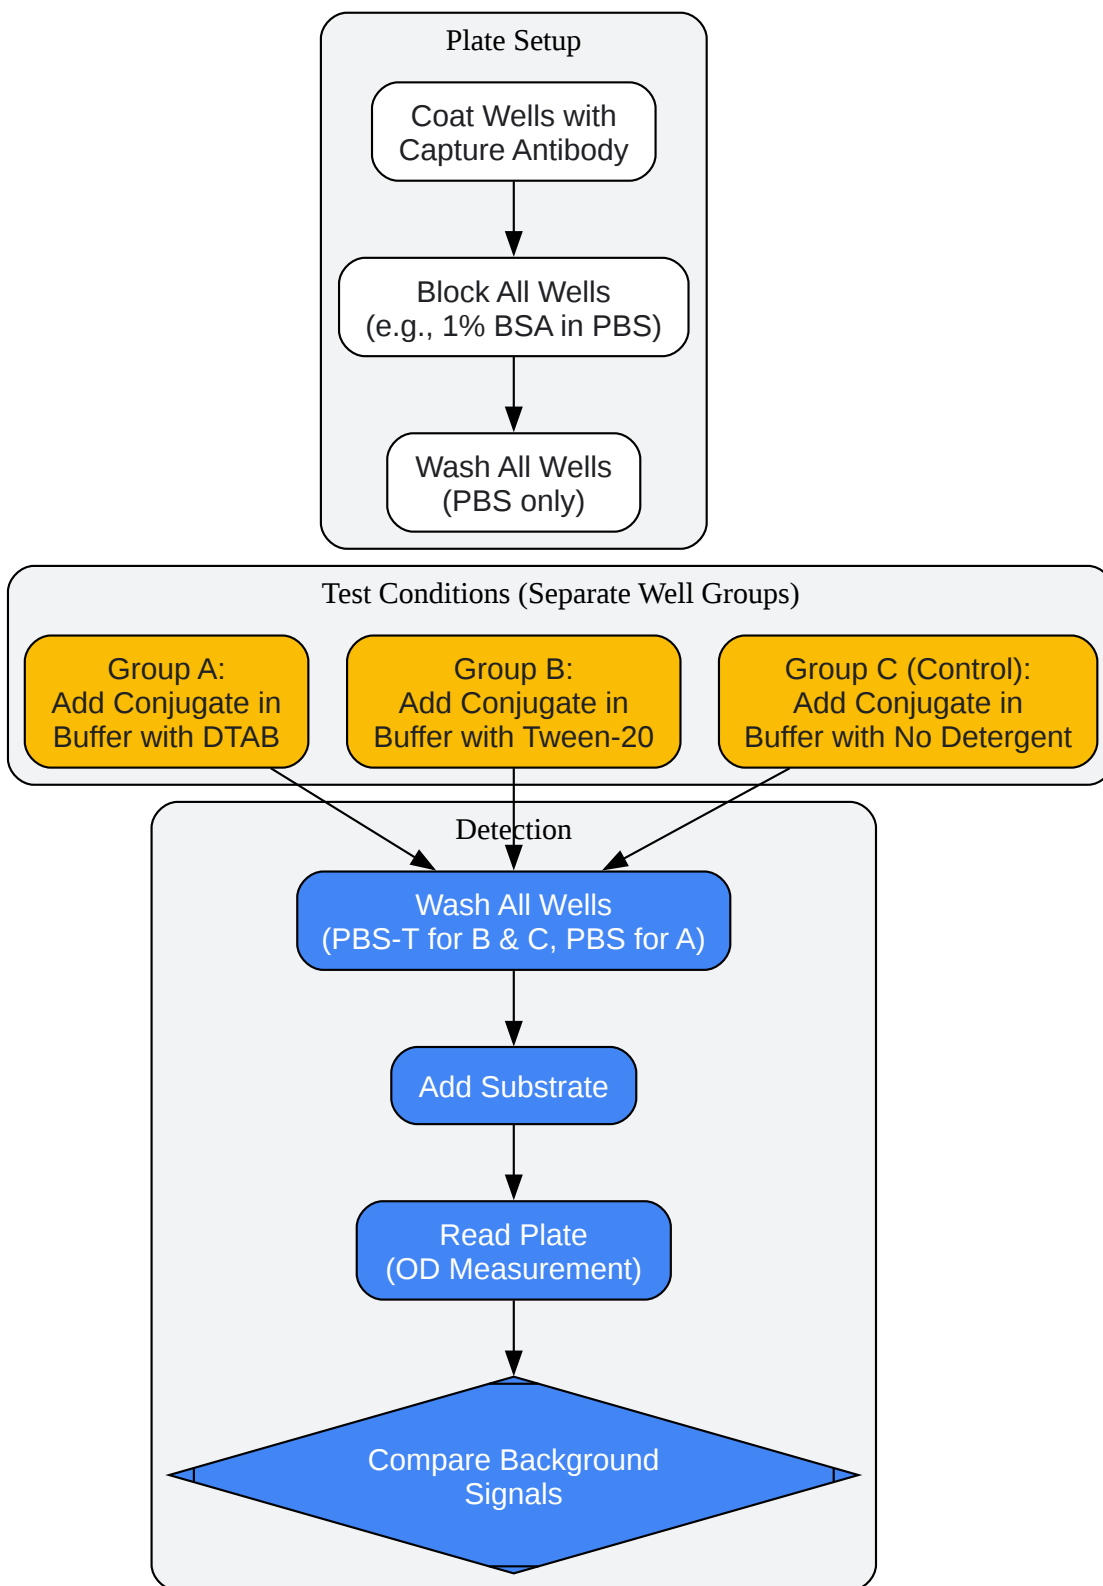 Plate Setup
Coat Wells with
Capture Antibody
Block All Wells
(e.g., 1% BSA in PBS)
Wash All Wells
(PBS only)
Test Conditions (Separate Well Groups)
Group A:
Add Conjugate in
Buffer with DTAB
Group B:
Add Conjugate in
Buffer with Tween-20
Group C (Control):
Add Conjugate in
Buffer with No Detergent
Detection
Wash All Wells
(PBS-T for B & C, PBS for A)
Add Substrate
Read Plate
(OD Measurement)
Compare Background
Signals